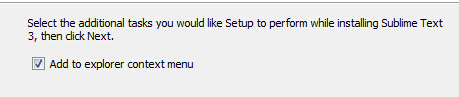 Select the additional tasks you would like Setup to perform while installing Sublime Text
3, then click Next.
Add to explorer context menu